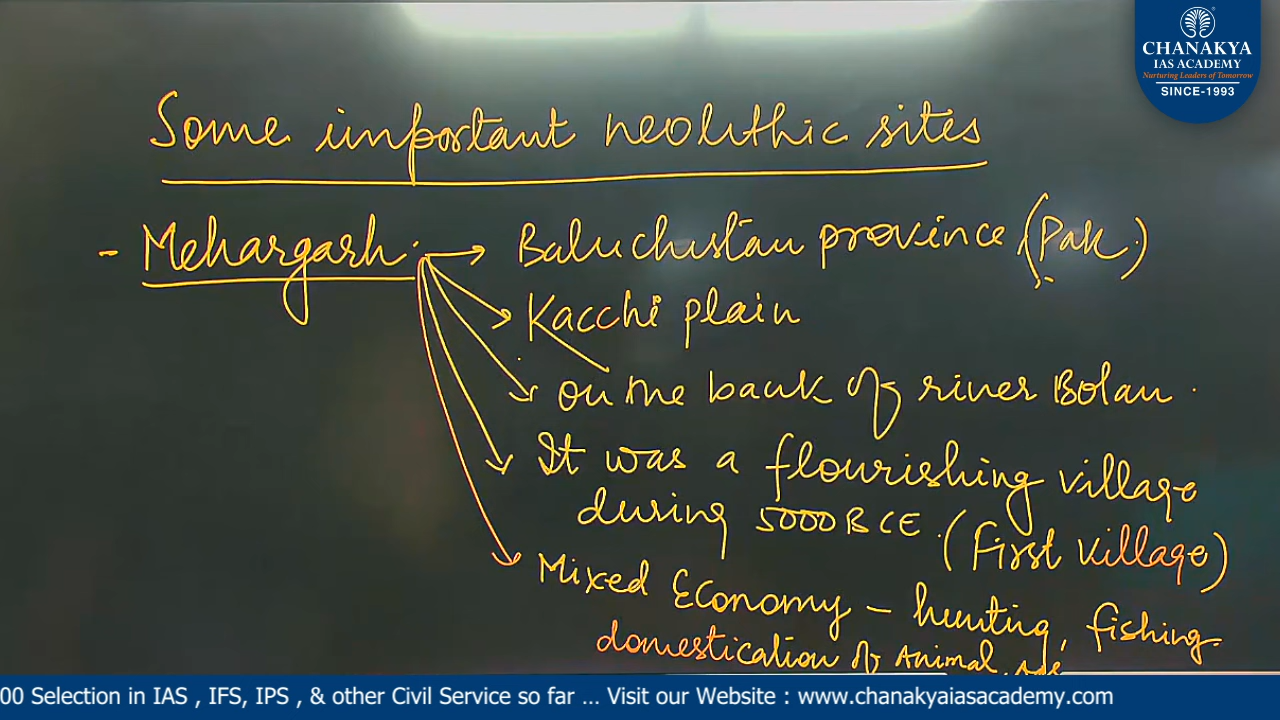 CHANAKYA
IAS ACADEMY
Nurturing Leaders of Tomorrow
SINCE-1993
Some important neolithic sites
- Mehargarh. → Baluchistan province (Pak)
→ Kacchi plain
→ on the bank of river Bolan.
→ It was a flourishing village
during 5000 BCE. (First village)
→ Mixed Economy – hunting, fishing.
domestication of Animal,
00 Selection in IAS , IFS, IPS , & other Civil Service so far ... Visit our Website : www.chanakyaiasacademy.com